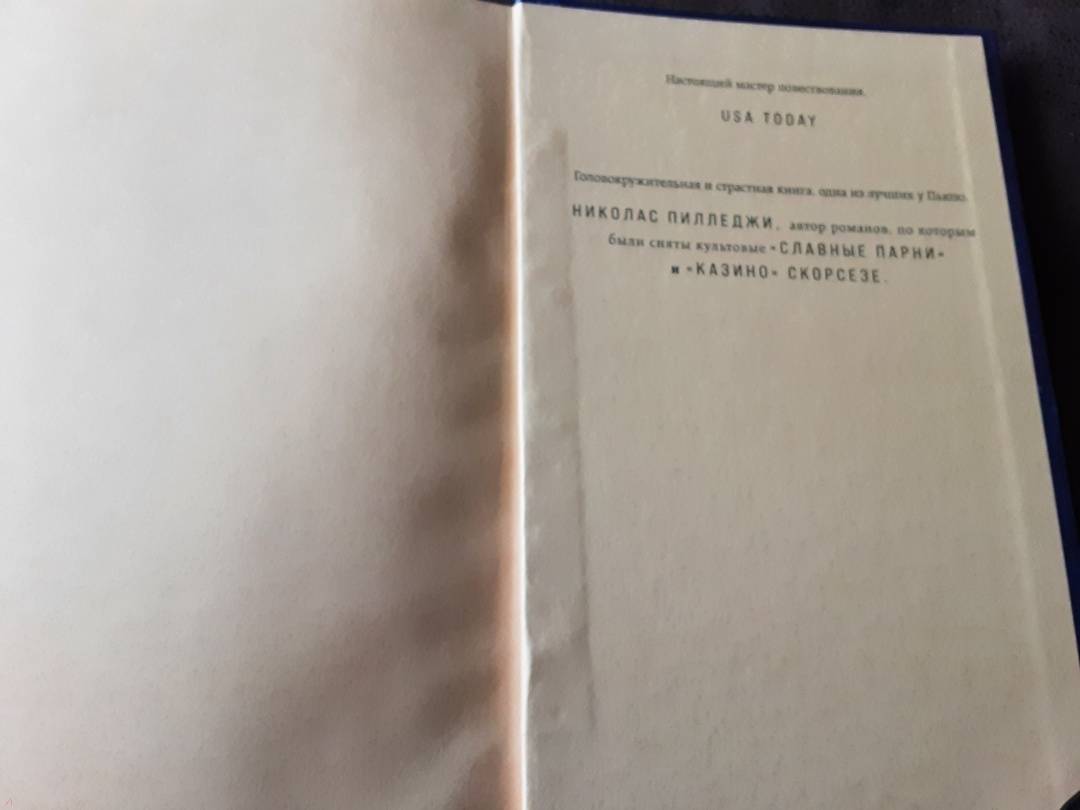 Настоящий мастер повествования.
USA TODAY
Головокружительная и страстная книга, одна из лучших у Пьюзо.
НИКОЛАС ПИЛЛЕДЖИ, автор романов, по которым
были сняты культовые «СЛАВНЫЕ ПАРНИ»
и «КАЗИНО» СКОРСЕЗЕ.